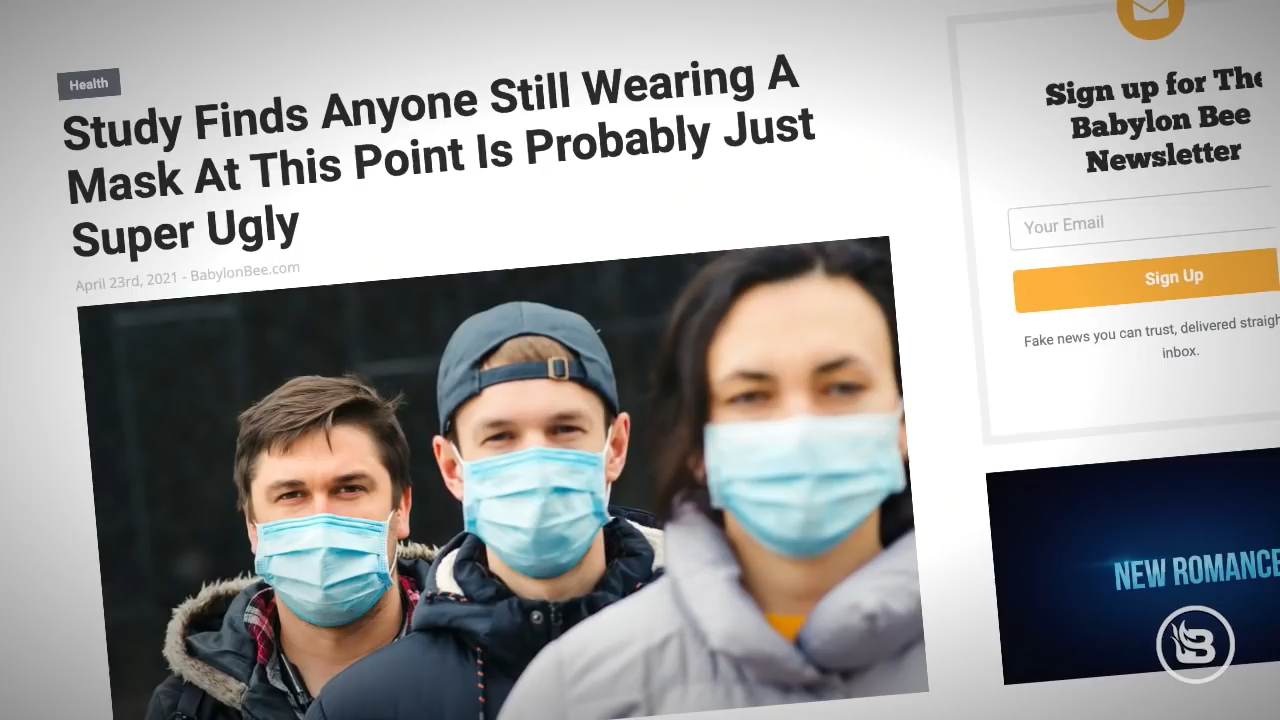 Health
Study Finds Anyone Still Wearing A
Mask At This Point Is Probably Just
Super Ugly
April 23rd, 2021 - BabylonBee.com
Sign up for The
Babylon Bee
Newsletter
Your Email
Sign Up
Fake news you can trust, delivered straigh
inbox.
NEW ROMANCE
B